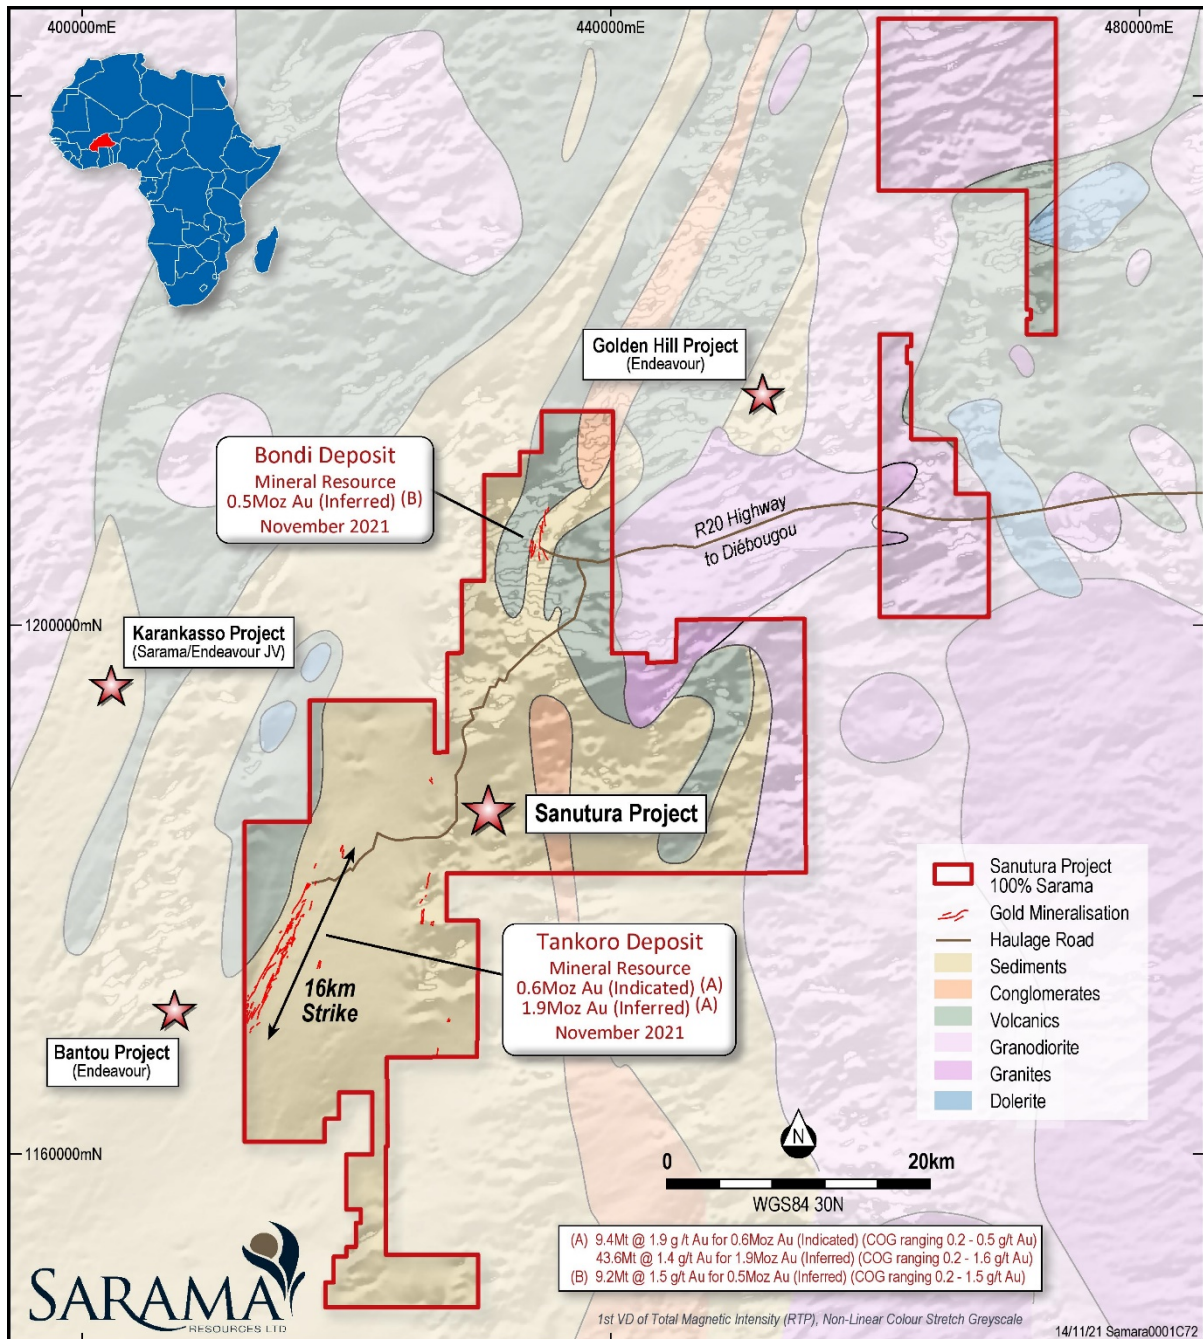 400000mE
440000mE
480000mE
Golden Hill Project
(Endeavour)
Bondi Deposit
Mineral Resource
0.5Moz Au (Inferred) (B)
November 2021
R20 Highway
to Diébougou
1200000mN
Karankasso Project
(Sarama/Endeavour JV)
Sanutura Project
Tankoro Deposit
Mineral Resource
0.6Moz Au (Indicated) (A)
1.9Moz Au (Inferred) (A)
November 2021
16km
Strike
Bantou Project
(Endeavour)
Sanutura Project
100% Sarama
Gold Mineralisation
Haulage Road
Sediments
Conglomerates
Volcanics
Granodiorite
Granites
Dolerite
1160000mN
N
0
20km
WGS84 30N
(A) 9.4Mt @ 1.9 g/t Au for 0.6Moz Au (Indicated) (COG ranging 0.2 - 0.5 g/t Au)
43.6Mt @ 1.4 g/t Au for 1.9Moz Au (Inferred) (COG ranging 0.2 - 1.6 g/t Au)
(B) 9.2Mt @ 1.5 g/t Au for 0.5Moz Au (Inferred) (COG ranging 0.2 - 1.5 g/t Au)
SARAMA
RESOURCES LTD
1st VD of Total Magnetic Intensity (RTP), Non-Linear Colour Stretch Greyscale
14/11/21 Samara0001C72